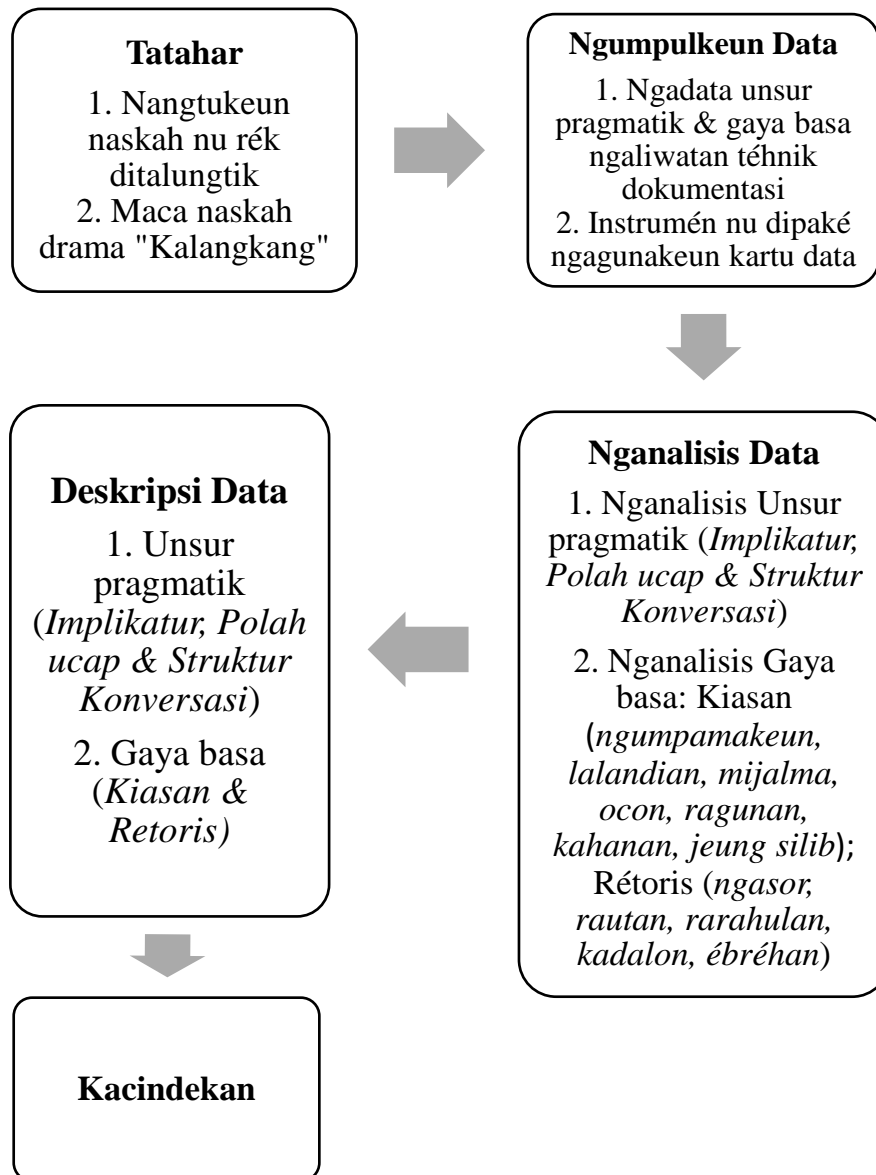 Tatahar
1. Nangtukeun
naskah nu rék
ditalungtik
2. Maca naskah
drama "Kalangkang"
Ngumpulkeun Data
1. Ngadata unsur
pragmatik & gaya basa
ngaliwatan téhnik
dokumentasi
2. Instrumén nu dipaké
ngagunakeun kartu data
Nganalisis Data
1. Nganalisis Unsur
pragmatik (Implikatur,
Polah ucap & Struktur
Konversasi)
2. Nganalisis Gaya
basa: Kiasan
(ngumpamakeun,
lalandian, mijalma,
ocon, ragunan,
kahanan, jeung silib);
Rétoris (ngasor,
rautan, rarahulan,
kadalon, ébréhan)
Deskripsi Data
1. Unsur
pragmatik
(Implikatur, Polah
ucap & Struktur
Konversasi)
2. Gaya basa
(Kiasan &
Retoris)
Kacindekan